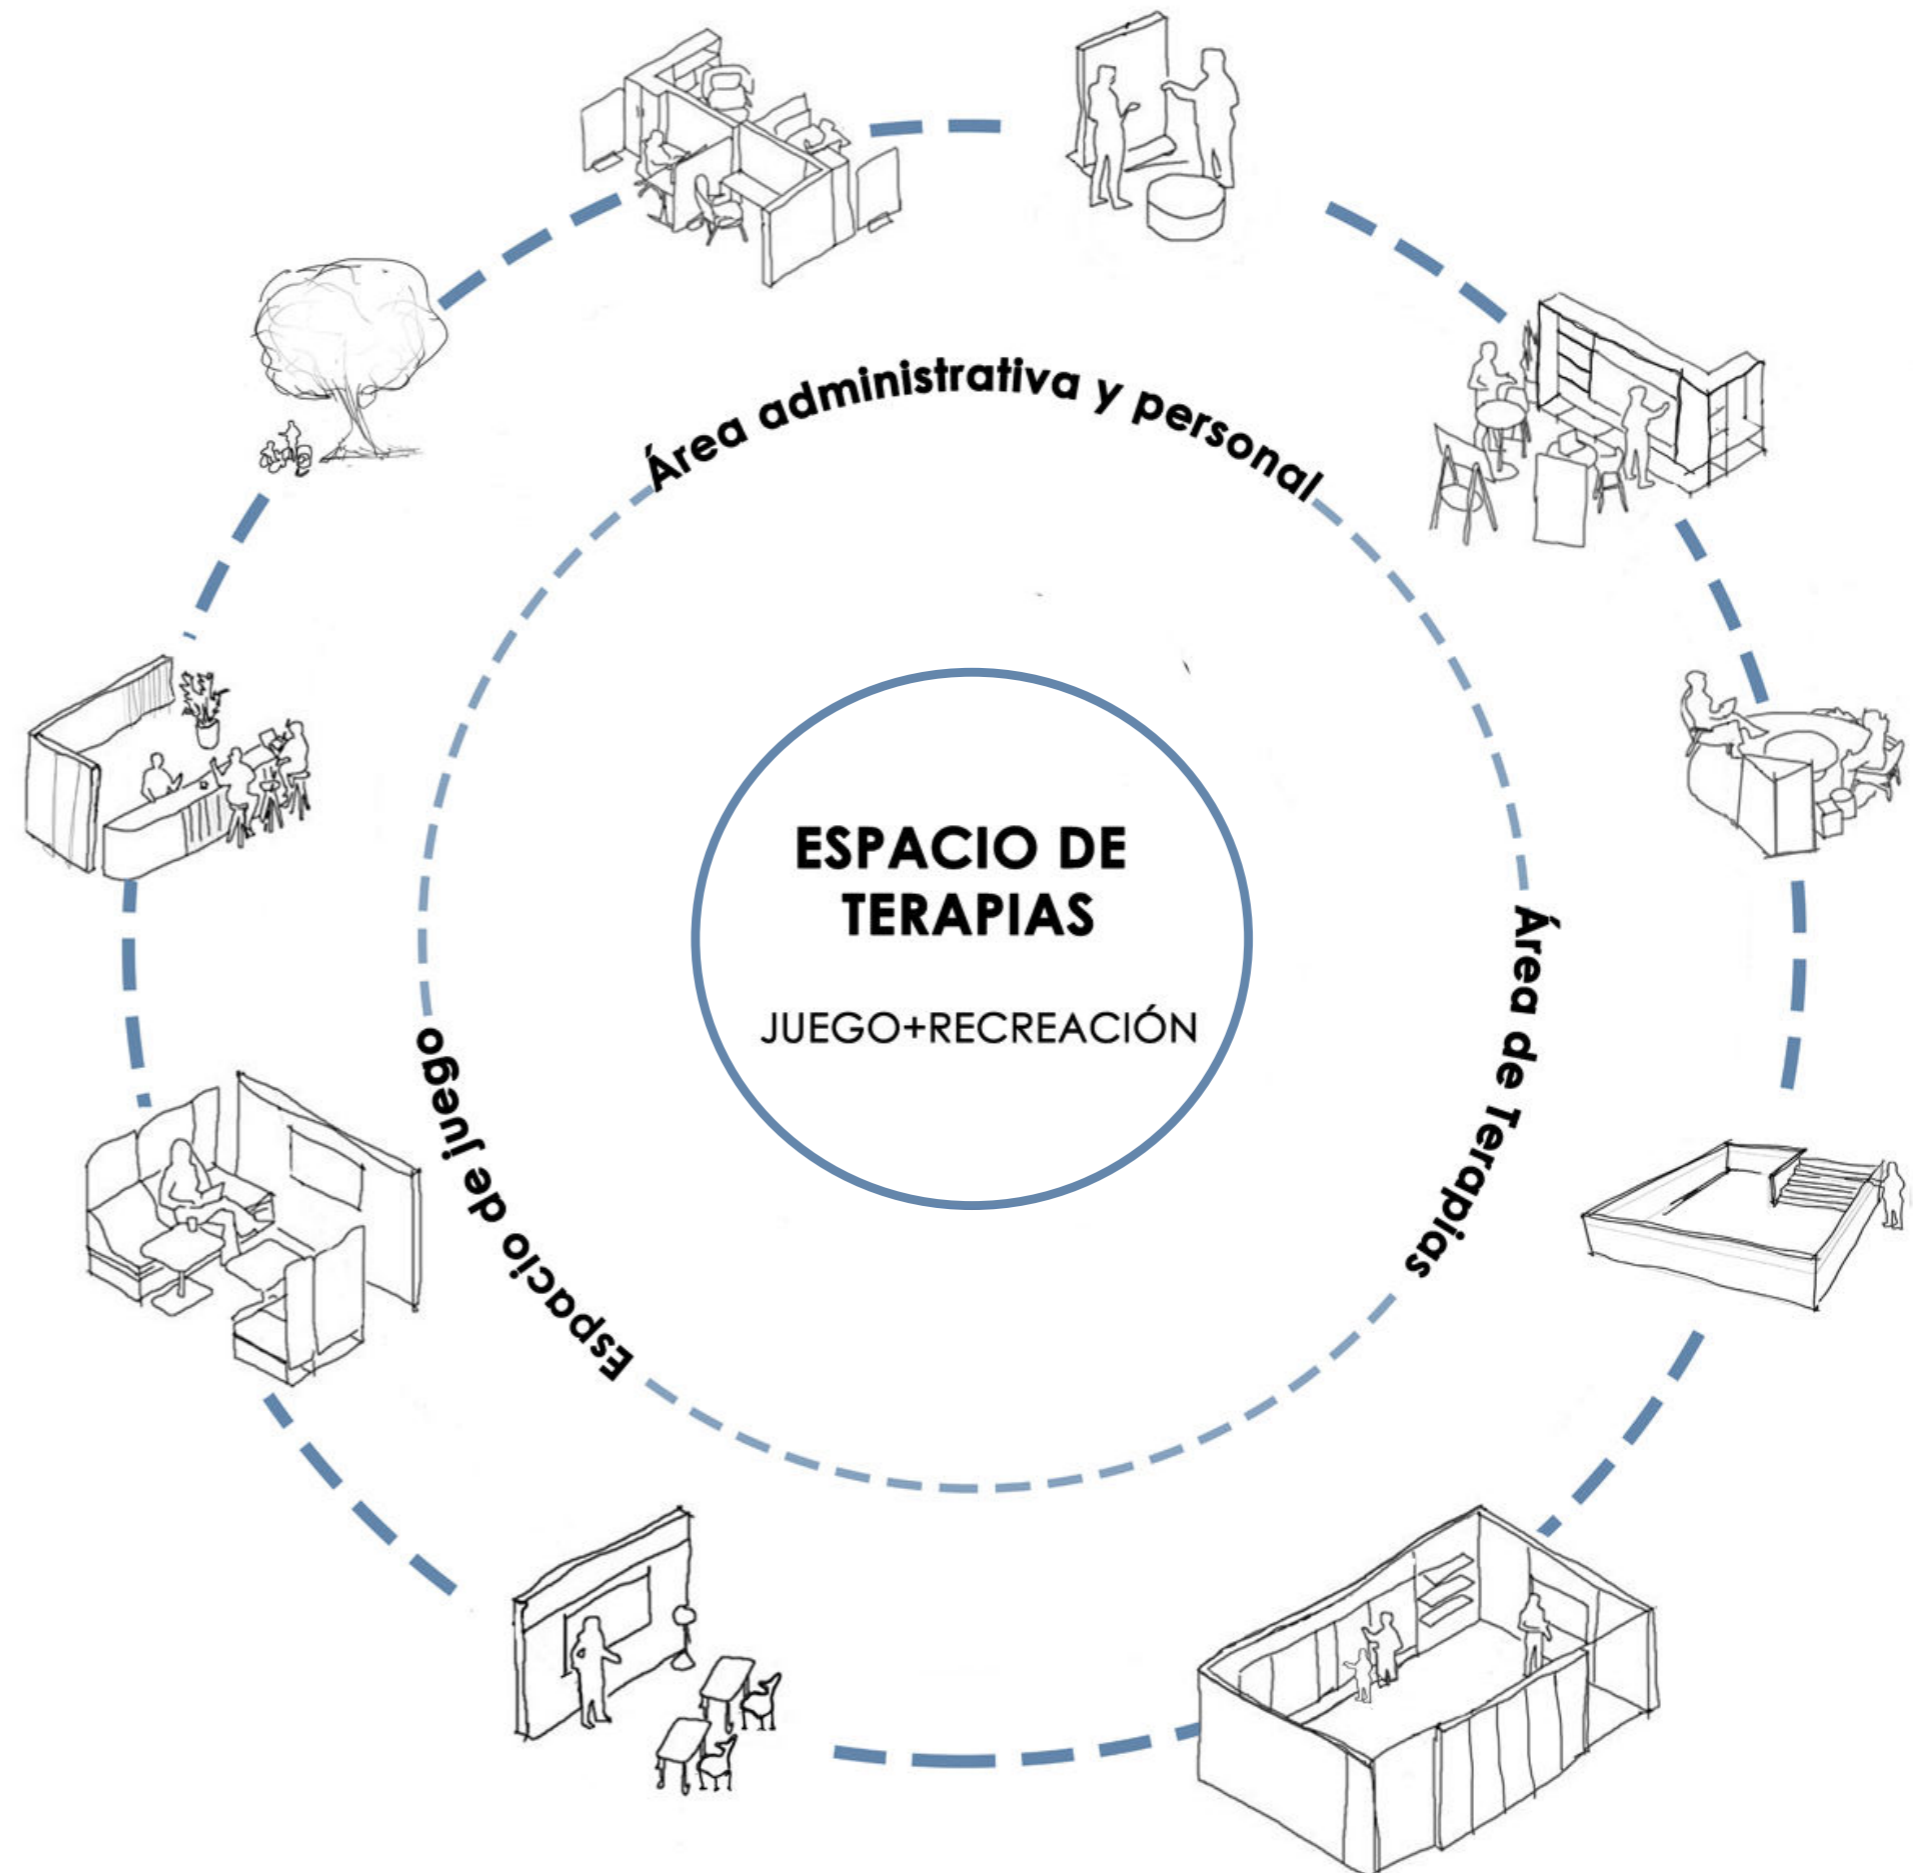 Área administrativa y personal
ESPACIO DE
TERAPIAS
JUEGO+RECREACIÓN
Área de Terapias
Espacio de juego